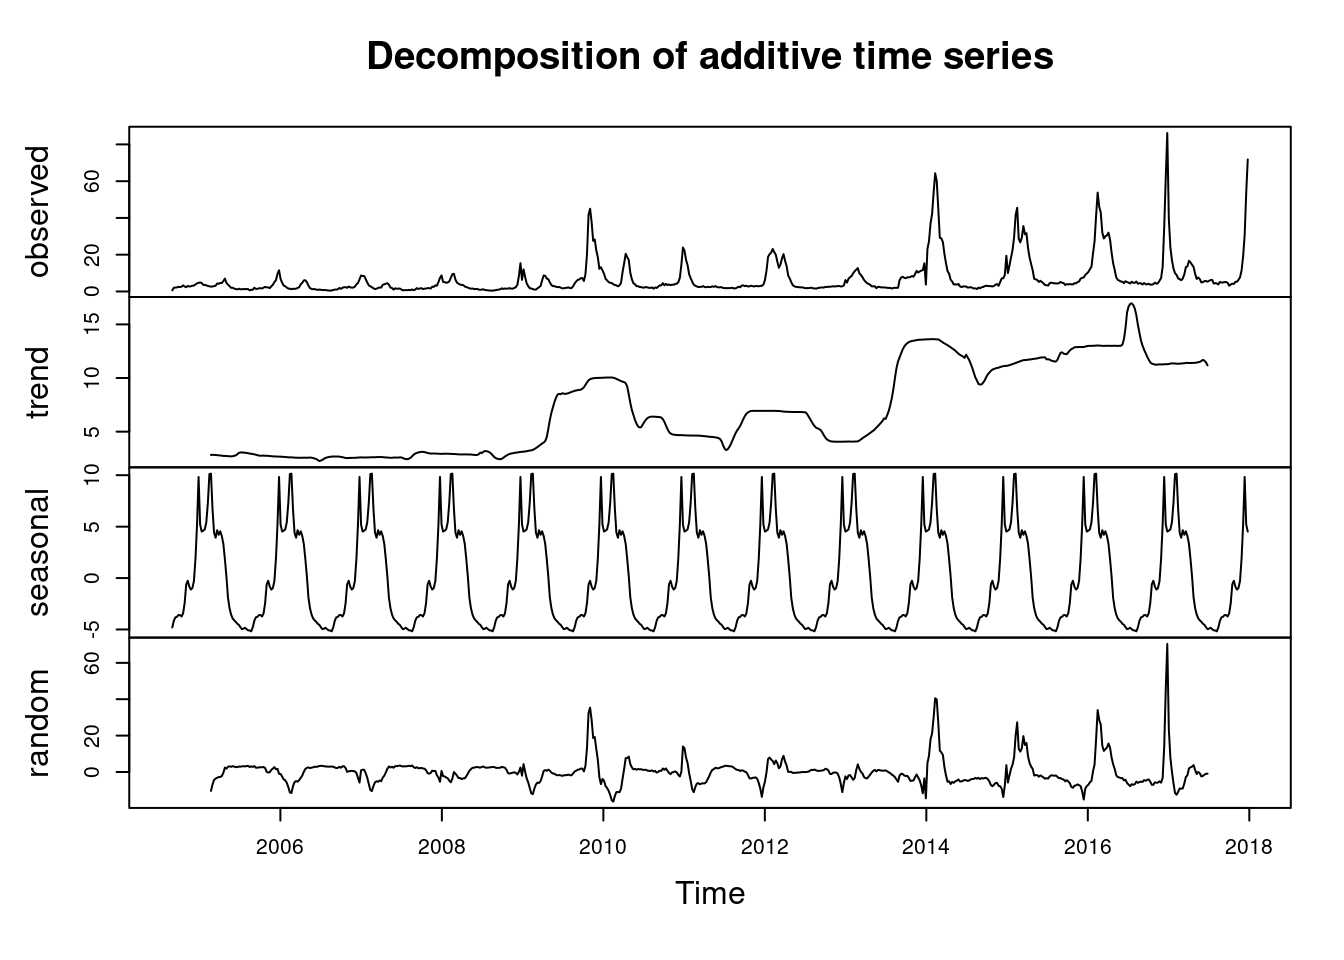 Decomposition of additive time series
observed
0 20 60
trend
0 5 10 15
seasonal
-5 0 5 10
random
0 20 60
2006 2008 2010 2012 2014 2016 2018
Time